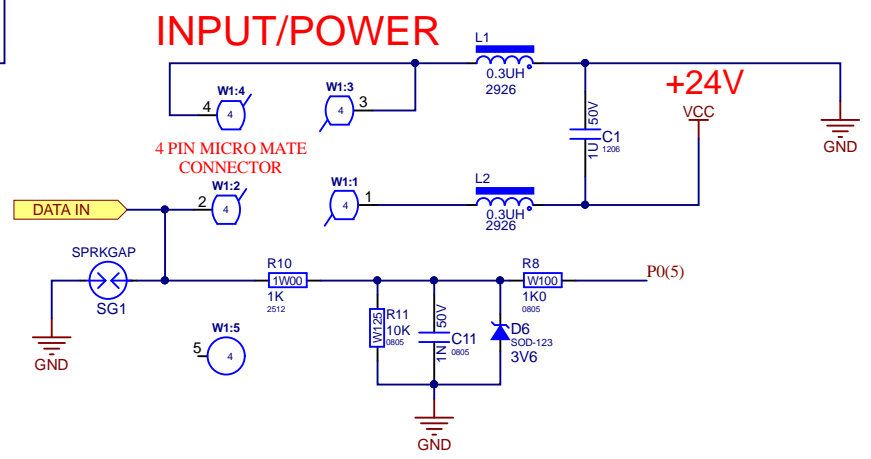 INPUT/POWER
L1
0.3UH
2926
+24V
VCC
W1:4
4
4
W1:3
4
3
50V
C1
1U
1206
GND
4 PIN MICRO MATE
CONNECTOR
W1:2
2
4
W1:1
4
1
L2
0.3UH
2926
DATA IN
SPRKGAP
SG1
GND
R10
1W00
1K
2512
R8
W100
1K0
0805
P0(5)
R11
W125
10K
0805
50V
C11
1N
0805
D6
SOD-123
3V6
W1:5
5
4
GND